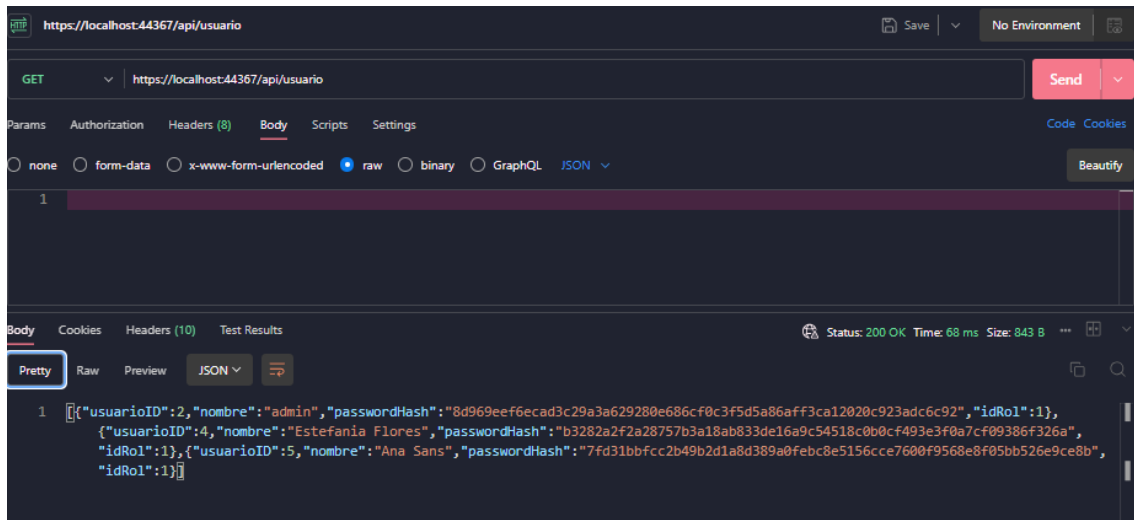 HTTP https://localhost:44367/api/usuario Save No Environment
GET https://localhost:44367/api/usuario Send
Params Authorization Headers (8) Body Scripts Settings Code Cookies
none form-data x-www-form-urlencoded raw binary GraphQL JSON Beautify
1
Body Cookies Headers (10) Test Results Status: 200 OK Time: 68 ms Size: 843 B
Pretty Raw Preview JSON
1 [{"usuarioID":2,"nombre":"admin","passwordHash":"8d969eef6ecad3c29a3a629280e686cf0c3f5d5a86aff3ca12020c923adc6c92","idRol":1},
{"usuarioID":4,"nombre":"Estefania Flores","passwordHash":"b3282a2f2a28757b3a18ab833de16a9c54518c0b0cf493e3f0a7cf09386f326a",
"idRol":1},{"usuarioID":5,"nombre":"Ana Sans","passwordHash":"7fd31bbfcc2b49b2d1a8d389a0febc8e5156cce7600f9568e8f05bb526e9ce8b",
"idRol":1}]